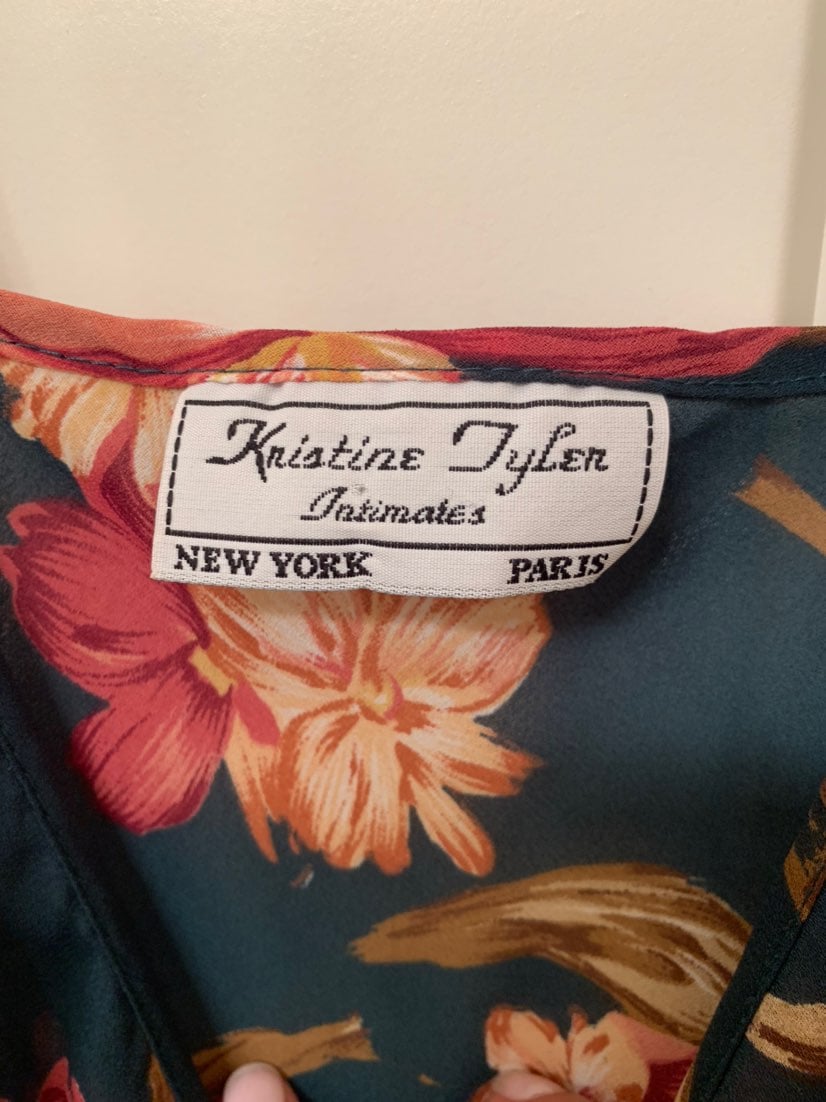 Kristine Tyler
Intimates
NEW YORK PARIS